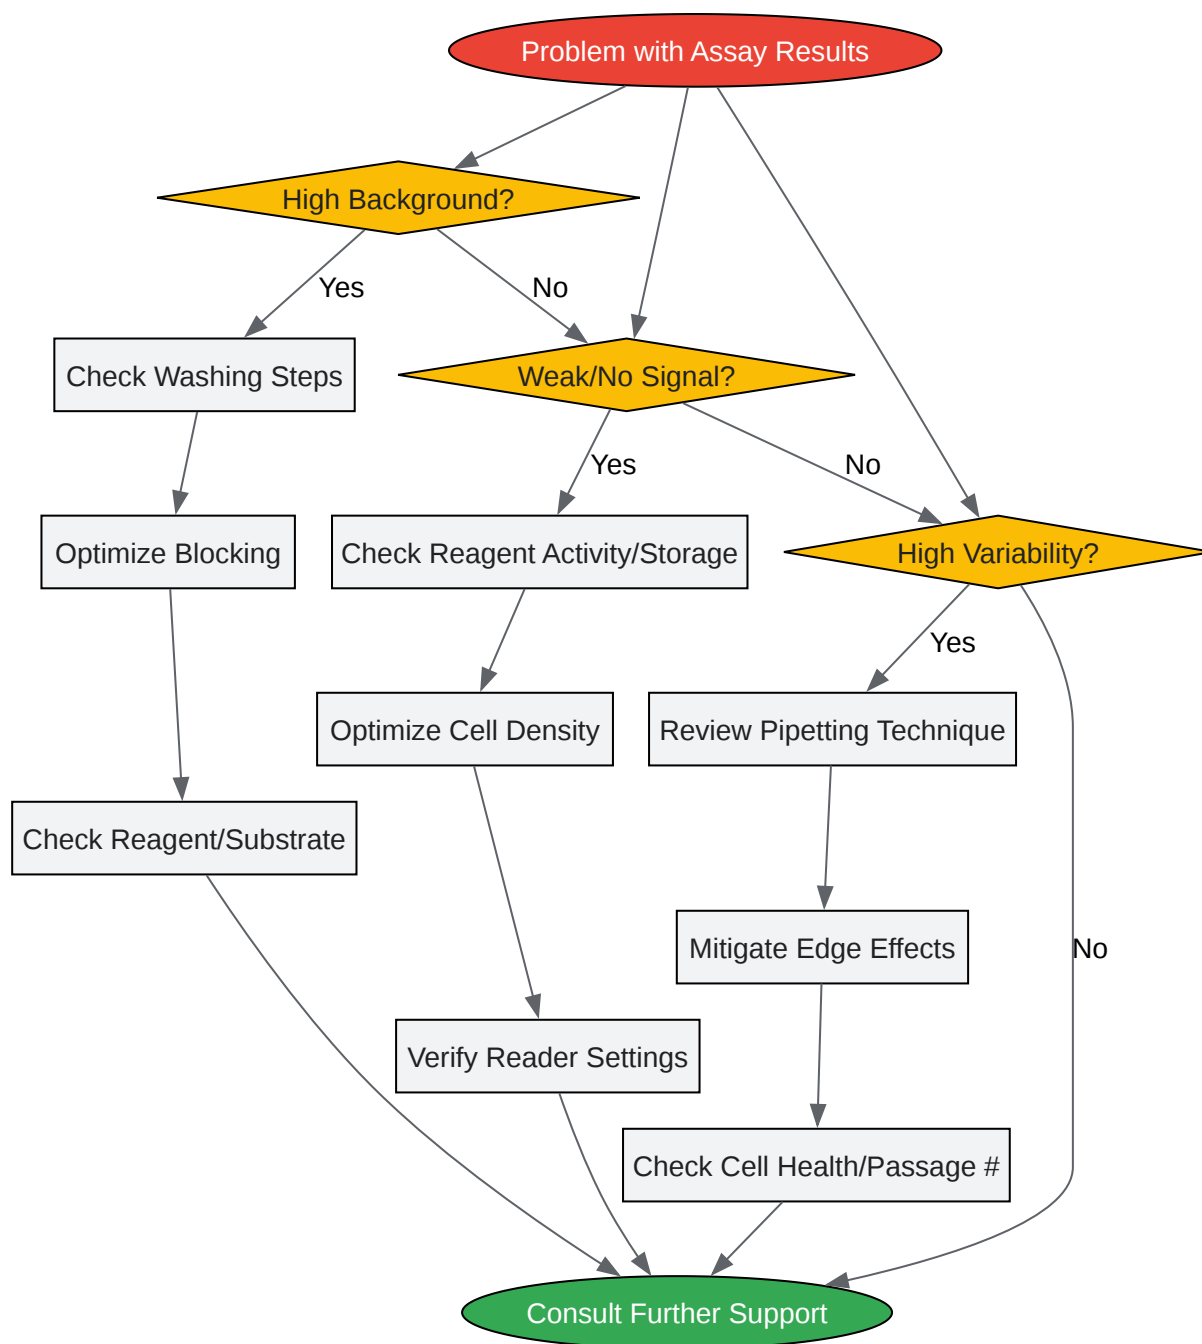 Problem with Assay Results
High Background?
Yes
No
Check Washing Steps
Weak/No Signal?
Yes
No
Optimize Blocking
Check Reagent Activity/Storage
High Variability?
Yes
Optimize Cell Density
Review Pipetting Technique
Check Reagent/Substrate
Mitigate Edge Effects
No
Verify Reader Settings
Check Cell Health/Passage #
Consult Further Support